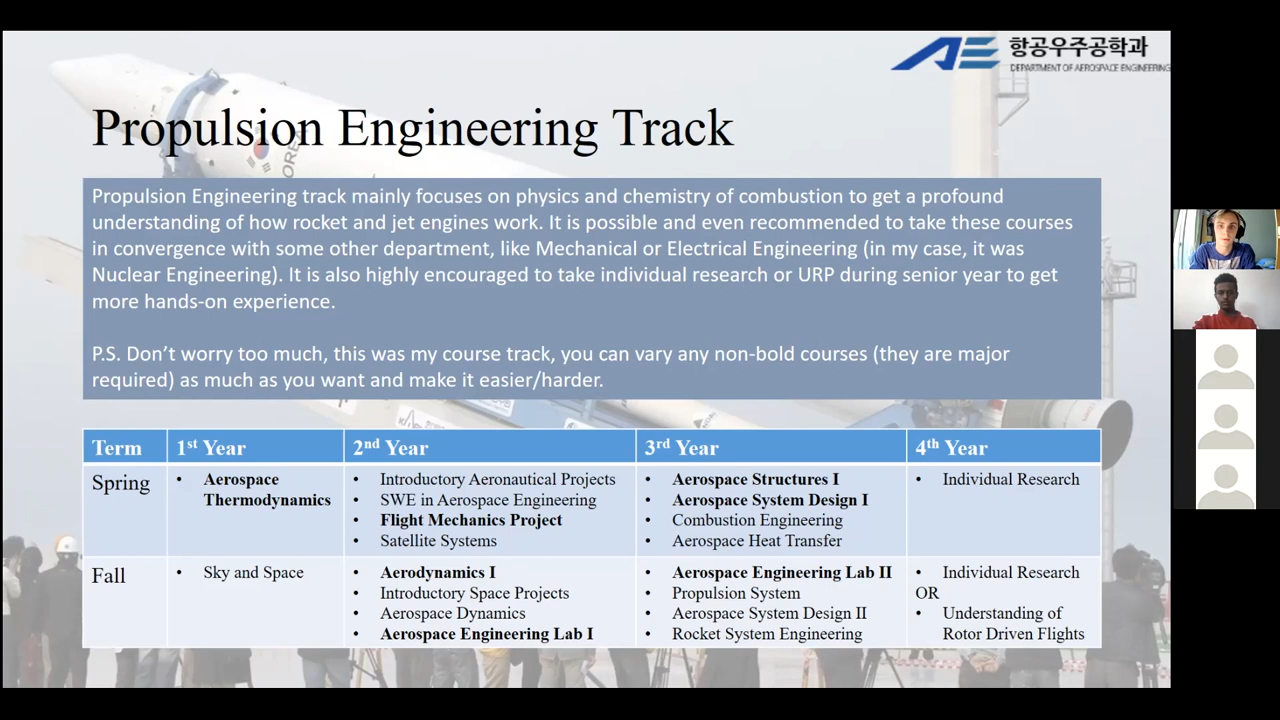 항공우주공학과
DEPARTMENT OF AEROSPACE ENGINEERING
Propulsion Engineering Track
KOREA
Propulsion Engineering track mainly focuses on physics and chemistry of combustion to get a profound
understanding of how rocket and jet engines work. It is possible and even recommended to take these courses
in convergence with some other department, like Mechanical or Electrical Engineering (in my case, it was
Nuclear Engineering). It is also highly encouraged to take individual research or URP during senior year to get
more hands-on experience.
P.S. Don't worry too much, this was my course track, you can vary any non-bold courses (they are major
required) as much as you want and make it easier/harder.
Term 1st Year 2nd Year 3rd Year 4th Year
Spring
• Aerospace
Thermodynamics
• Introductory Aeronautical Projects
• SWE in Aerospace Engineering
• Flight Mechanics Project
• Satellite Systems
• Aerospace Structures I
• Aerospace System Design I
• Combustion Engineering
• Aerospace Heat Transfer
• Individual Research
Fall
• Sky and Space
• Aerodynamics I
• Introductory Space Projects
• Aerospace Dynamics
• Aerospace Engineering Lab I
• Aerospace Engineering Lab II
• Propulsion System
• Aerospace System Design II
• Rocket System Engineering
• Individual Research
OR
• Understanding of
Rotor Driven Flights